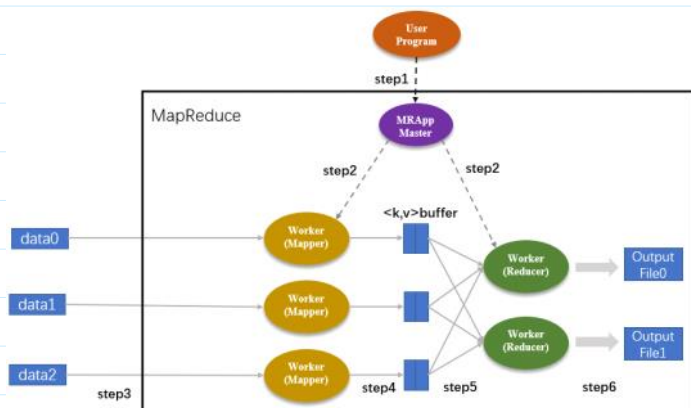 User
Program
step1
MapReduce
MRApp
Master
step2
step2
<k,v>buffer
data0
Worker
(Mapper)
Worker
(Reducer)
Output
File0
data1
Worker
(Mapper)
Worker
(Reducer)
Output
File1
data2
Worker
(Mapper)
step3
step4
step5
step6